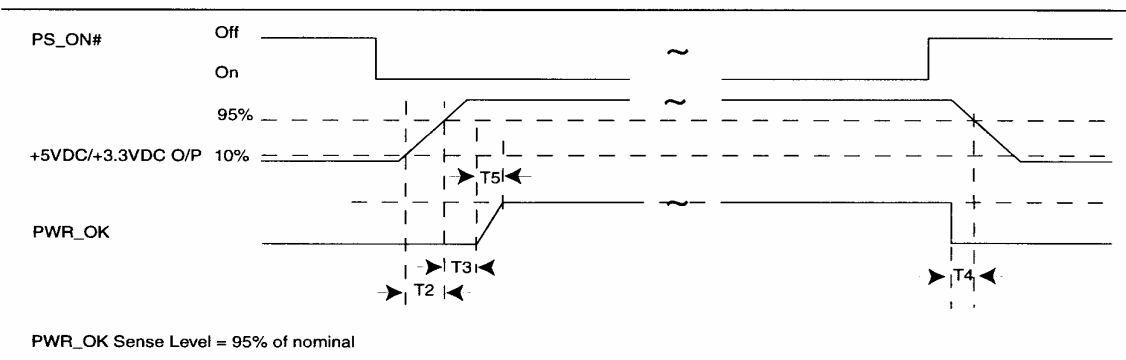 PS_ON#
Off
On
95%
+5VDC/+3.3VDC O/P
10%
T5
PWR_OK
T3
T2
T4
PWR_OK Sense Level = 95% of nominal